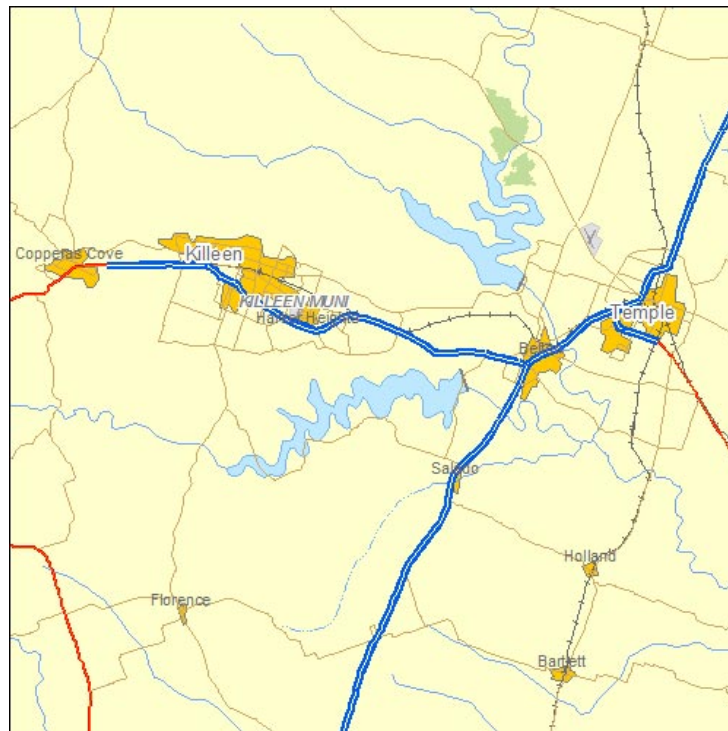 Copperas Cove
Killeen
KILLEEN MUNI
Harker Heights
Temple
Belton
Salado
Holland
Florence
Bartlett